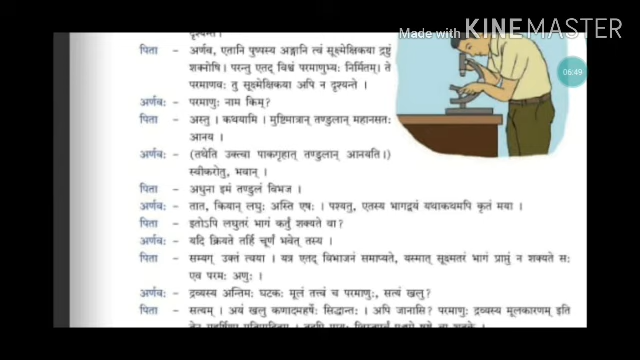 Made with KINEMASTER
06:49
दृश्यन्ते।
पिता – अर्णव, एतानि पुष्पस्य अङ्गानि त्वं सूक्ष्मेक्षिकया द्रष्टुं
शक्नोषि। परन्तु एतद् विश्वं परमाणुभ्यः निर्मितम्। ते
परमाणवः तु सूक्ष्मेक्षिकया अपि न दृश्यन्ते ।
अर्णवः – परमाणुः नाम किम्?
पिता – अस्तु । कथयामि । मुष्टिमात्रान् तण्डुलान् महानसतः
आनय ।
अर्णवः – (तथेति उक्त्वा पाकगृहात् तण्डुलान् आनयति।)
स्वीकरोतु, भवान् ।
पिता – अधुना इमं तण्डुलं विभज ।
अर्णवः – तात, कियान् लघुः अस्ति एषः । पश्यतु, एतस्य भागद्वयं यथाकथमपि कृतं मया ।
पिता – इतोऽपि लघुतरं भागं कर्तुं शक्यते वा?
अर्णवः – यदि क्रियते तर्हि चूर्णं भवेत् तस्य ।
पिता – सम्यग् उक्तं त्वया । यत्र एतद् विभाजनं समाप्यते, यस्मात् सूक्ष्मतरं भागं प्राप्तुं न शक्यते सः
एव परमः अणुः ।
अर्णवः – द्रव्यस्य अन्तिमः घटकः मूलं तत्त्वं च परमाणुः, सत्यं खलु?
पिता – सत्यम् । अयं खलु कणादमहर्षेः सिद्धान्तः । अपि जानासि? परमाणुः द्रव्यस्य मूलकारणम् इति